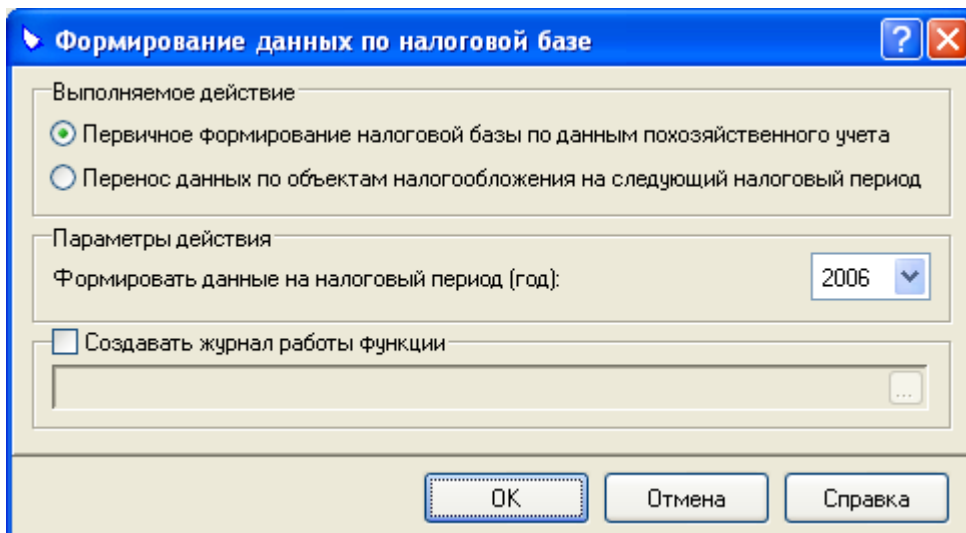 Формирование данных по налоговой базе
?
Выполняемое действие
Первичное формирование налоговой базы по данным похозяйственного учета
Перенос данных по объектам налогообложения на следующий налоговый период
Параметры действия
Формировать данные на налоговый период (год):
2006
Создавать журнал работы функции
...
OK
Отмена
Справка